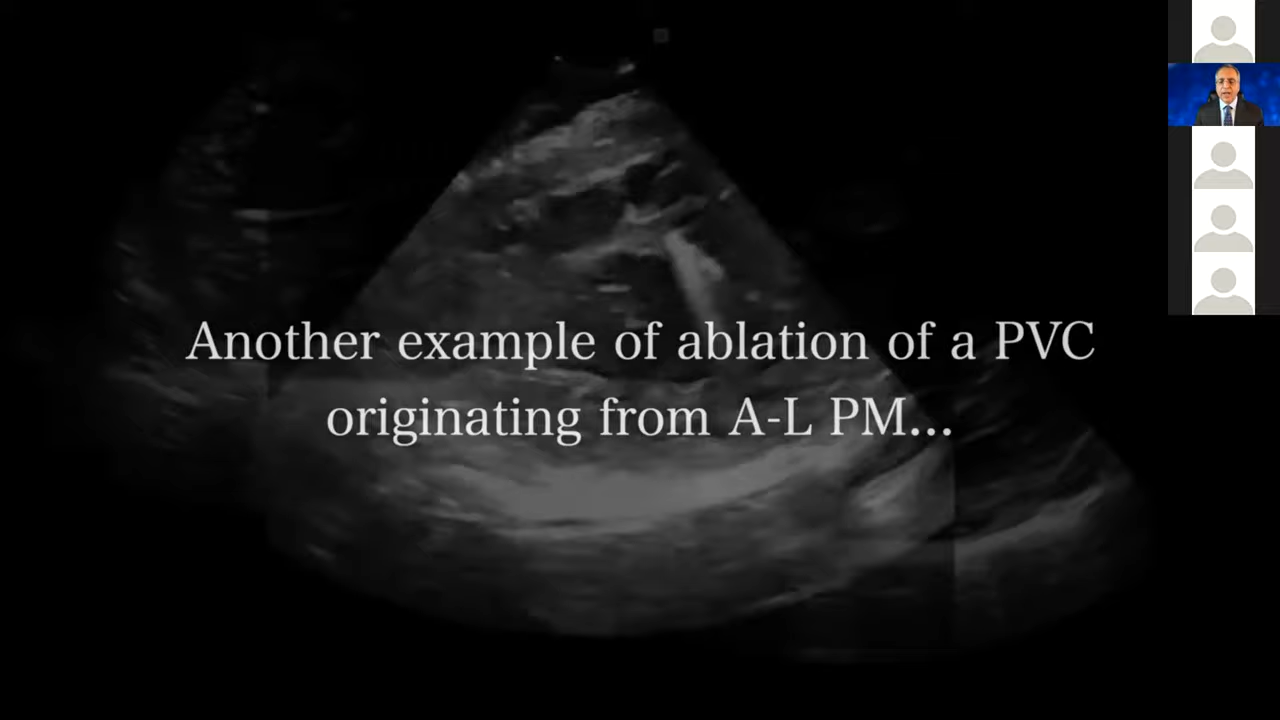 Another example of ablation of a PVC
originating from A-L PM...